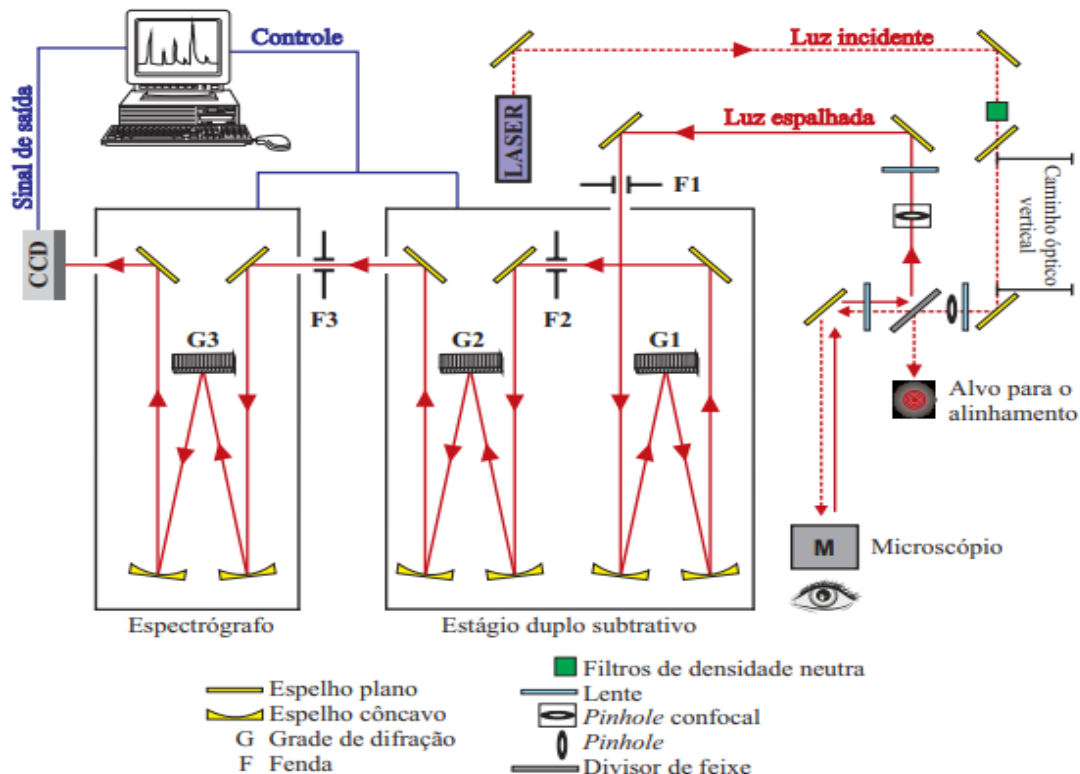 Controle
Sinal de saída
LASER
Luz incidente
Luz espalhada
F1
Caminho óptico
vertical
CCD
F3
F2
G3
G2
G1
Alvo para o
alinhamento
M
Microscópio
Espectrógrafo
Estágio duplo subtrativo
Espelho plano
Espelho côncavo
G Grade de difração
F Fenda
Filtros de densidade neutra
Lente
Pinhole confocal
Pinhole
Divisor de feixe